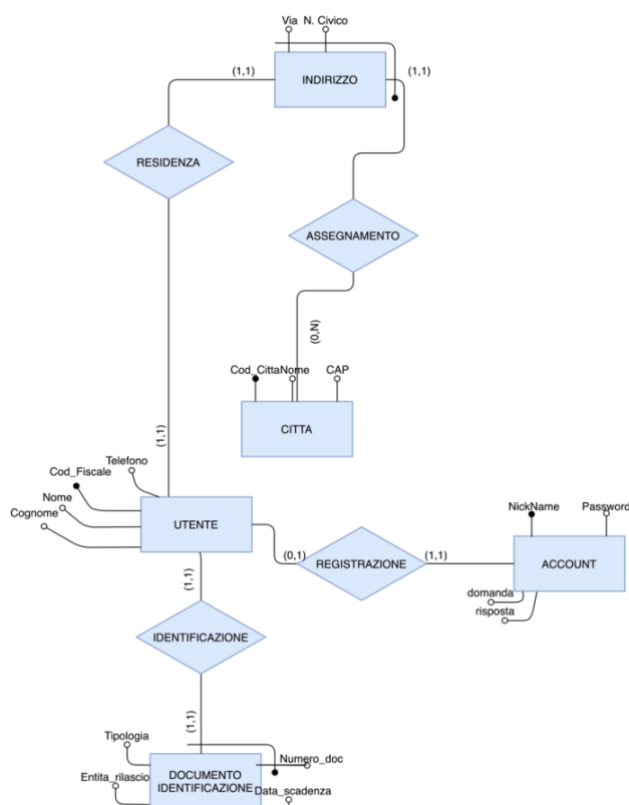 Via N. Civico
(1,1)
INDIRIZZO
(1,1)
RESIDENZA
ASSEGNAMENTO
(0,N)
Cod_CittaNome
CAP
CITTA
(1,1)
Telefono
Cod_Fiscale
Nome
Cognome
UTENTE
(0,1)
REGISTRAZIONE
(1,1)
NickName
Password
ACCOUNT
domanda
risposta
(1,1)
IDENTIFICAZIONE
(1,1)
Tipologia
Numero_doc
Entita_rilascio
DOCUMENTO
IDENTIFICAZIONE
Data_scadenza